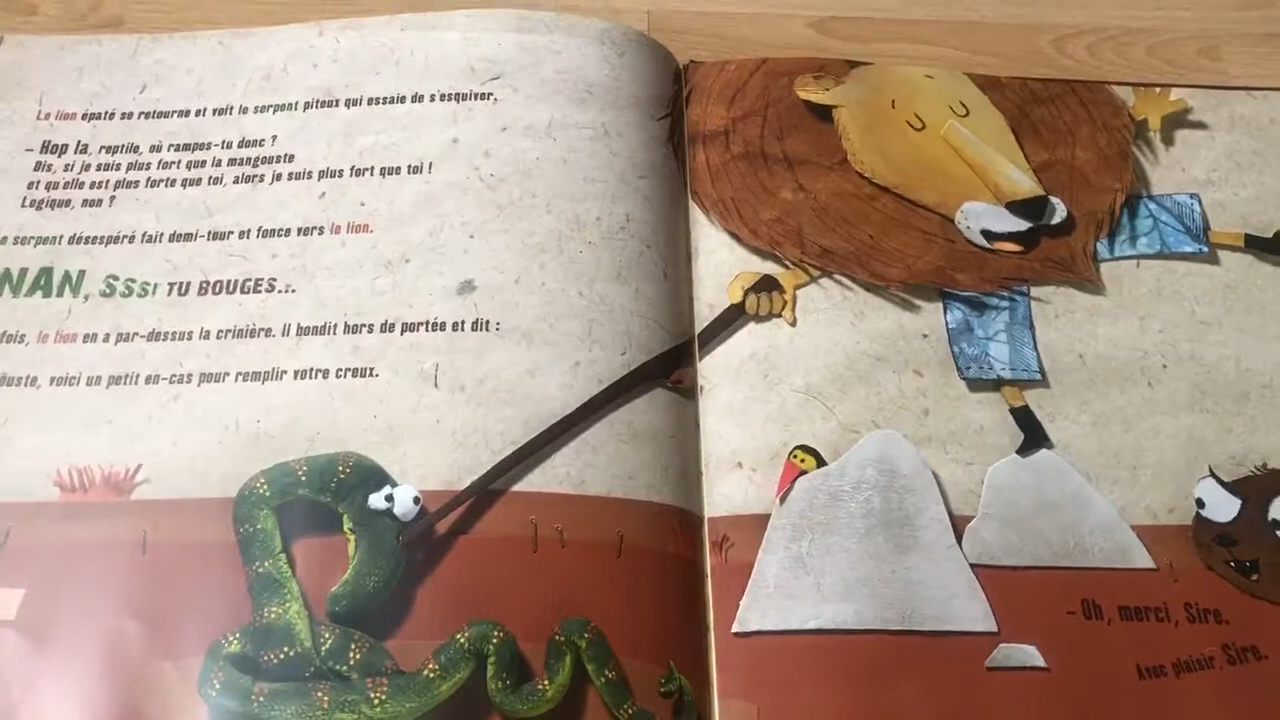 Le lion épaté se retourne et voit le serpent piteux qui essaie de s'esquiver.
– Hop la, reptile, où rampes-tu donc ?
Dis, si je suis plus fort que la mangouste
et qu'elle est plus forte que toi, alors je suis plus fort que toi !
Logique, non ?
serpent désespéré fait demi-tour et fonce vers le lion.
NAN, SSSI TU BOUGES...
fois, le lion en a par-dessus la crinière. Il bondit hors de portée et dit :
voici un petit en-cas pour remplir votre creux.
– Oh, merci, Sire.
Avec plaisir, Sire.